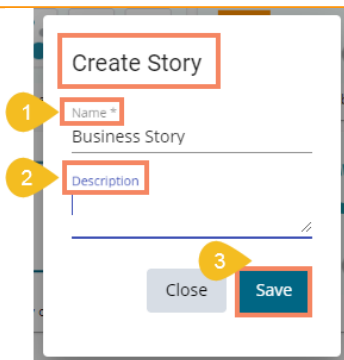 Create Story
1
Name *
Business Story
2
Description
3
Close Save